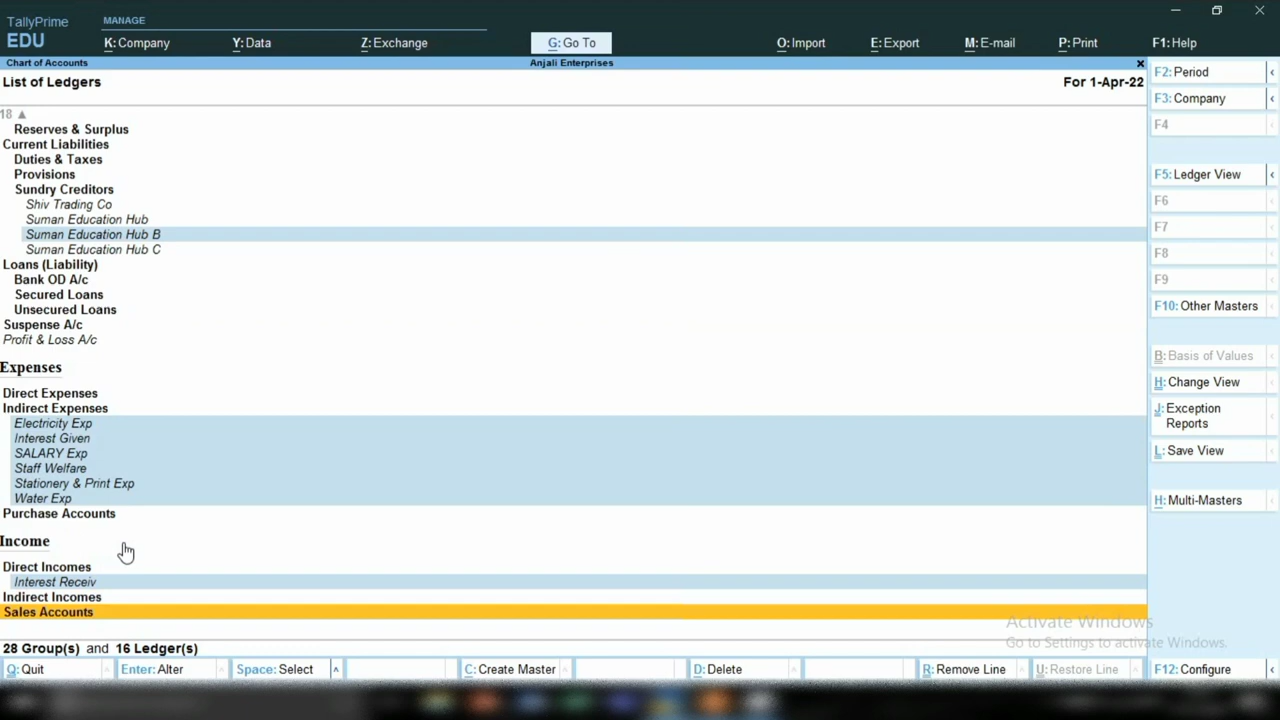 TallyPrime
EDU
MANAGE
K: Company
Y: Data
Z: Exchange
G: Go To
O: Import
E: Export
M: E-mail
P: Print
F1: Help
Chart of Accounts
Anjali Enterprises
List of Ledgers
For 1-Apr-22
18
Reserves & Surplus
Current Liabilities
Duties & Taxes
Provisions
Sundry Creditors
Shiv Trading Co
Suman Education Hub
Suman Education Hub B
Suman Education Hub C
Loans (Liability)
Bank OD A/c
Secured Loans
Unsecured Loans
Suspense A/c
Profit & Loss A/c
Expenses
Direct Expenses
Indirect Expenses
Electricity Exp
Interest Given
SALARY Exp
Staff Welfare
Stationery & Print Exp
Water Exp
Purchase Accounts
Income
Direct Incomes
Interest Receiv
Indirect Incomes
Sales Accounts
28 Group(s) and 16 Ledger(s)
F2: Period
F3: Company
F4
F5: Ledger View
F6
F7
F8
F9
F10: Other Masters
B: Basis of Values
H: Change View
J: Exception
Reports
L: Save View
H: Multi-Masters
Activate Windows
Go to Settings to activate Windows.
Q: Quit
Enter: Alter
Space: Select
C: Create Master
D: Delete
R: Remove Line
U: Restore Line
F12: Configure